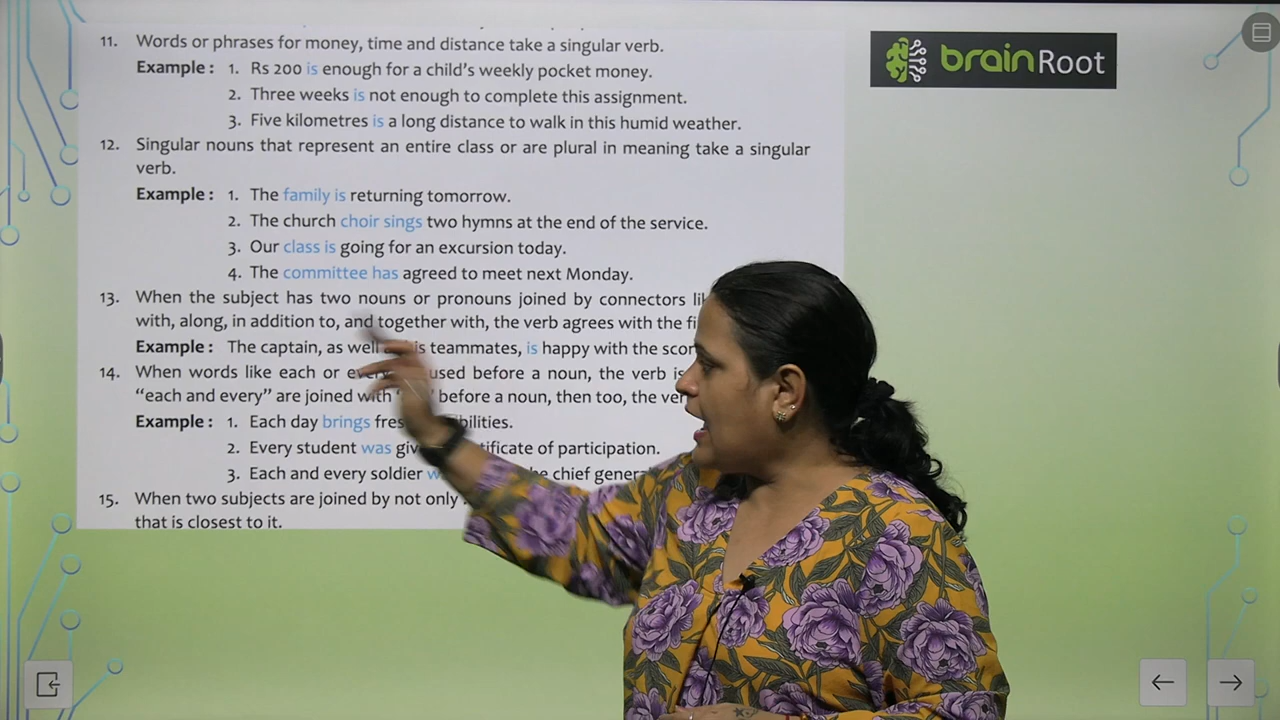 11. Words or phrases for money, time and distance take a singular verb.
Example : 1. Rs 200 is enough for a child's weekly pocket money.
2. Three weeks is not enough to complete this assignment.
3. Five kilometres is a long distance to walk in this humid weather.
12. Singular nouns that represent an entire class or are plural in meaning take a singular
verb.
Example : 1. The family is returning tomorrow.
2. The church choir sings two hymns at the end of the service.
3. Our class is going for an excursion today.
4. The committee has agreed to meet next Monday.
13. When the subject has two nouns or pronouns joined by connectors
with, along, in addition to, and together with, the verb agrees with the
Example : The captain, as well teammates, is happy with the
14. When words like each or used before a noun, the verb is
"each and every" are joined with before a noun, then too, the
Example : 1. Each day brings
2. Every student was of participation.
3. Each and every soldier chief
15. When two subjects are joined by not only
that is closest to it.
brainRoot